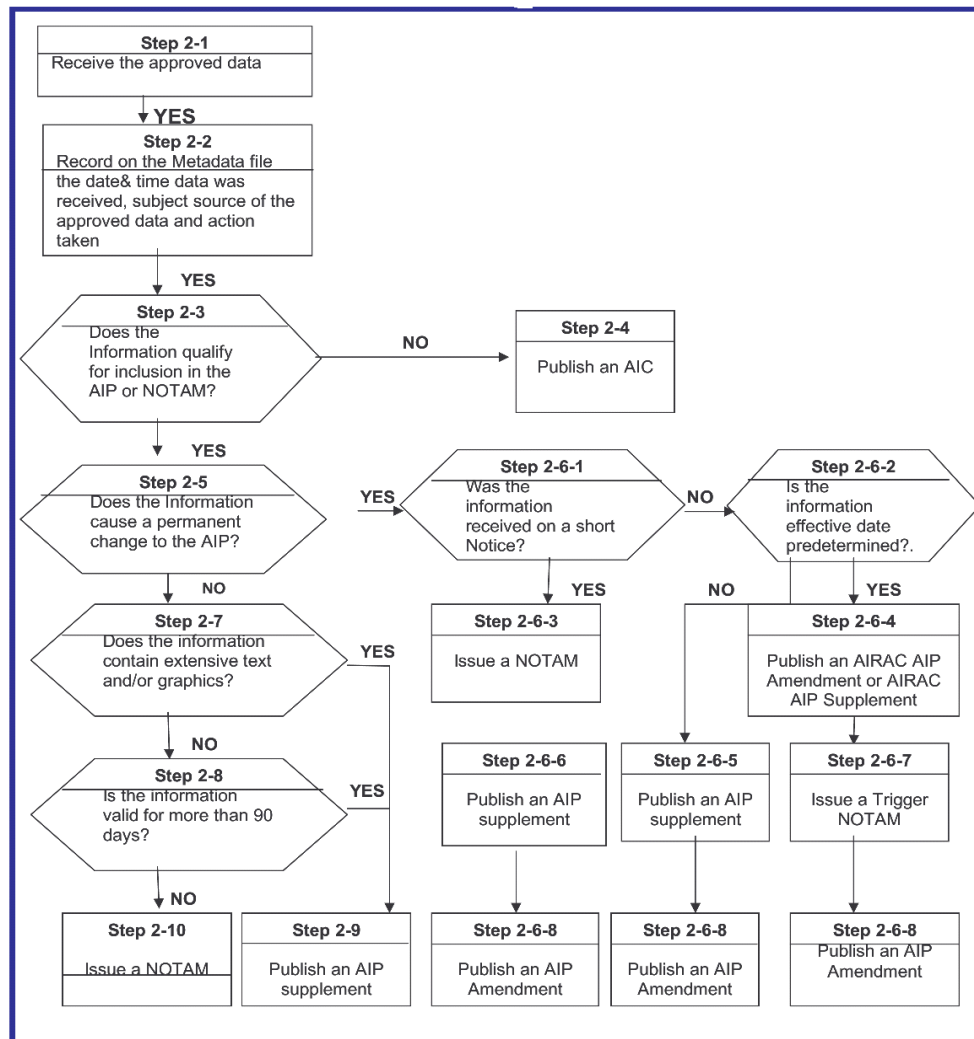 Step 2-1
Receive the approved data
YES
Step 2-2
Record on the Metadata file
the date& time data was
received, subject source of the
approved data and action
taken
YES
Step 2-3
Does the
Information qualify
for inclusion in the
AIP or NOTAM?
NO
Step 2-4
Publish an AIC
YES
Step 2-5
Does the Information
cause a permanent
change to the AIP?
YES
Step 2-6-1
Was the
information
received on a short
Notice?
NO
Step 2-6-2
Is the
information
effective date
predetermined?.
NO
YES
NO
YES
Step 2-7
Does the information
contain extensive text
and/or graphics?
YES
Step 2-6-3
Issue a NOTAM
Step 2-6-4
Publish an AIRAC AIP
Amendment or AIRAC
AIP Supplement
NO
Step 2-8
Is the information
valid for more than 90
days?
YES
Step 2-6-6
Publish an AIP
supplement
Step 2-6-5
Publish an AIP
supplement
Step 2-6-7
Issue a Trigger
NOTAM
NO
Step 2-10
Issue a NOTAM
Step 2-9
Publish an AIP
supplement
Step 2-6-8
Publish an AIP
Amendment
Step 2-6-8
Publish an AIP
Amendment
Step 2-6-8
Publish an AIP
Amendment